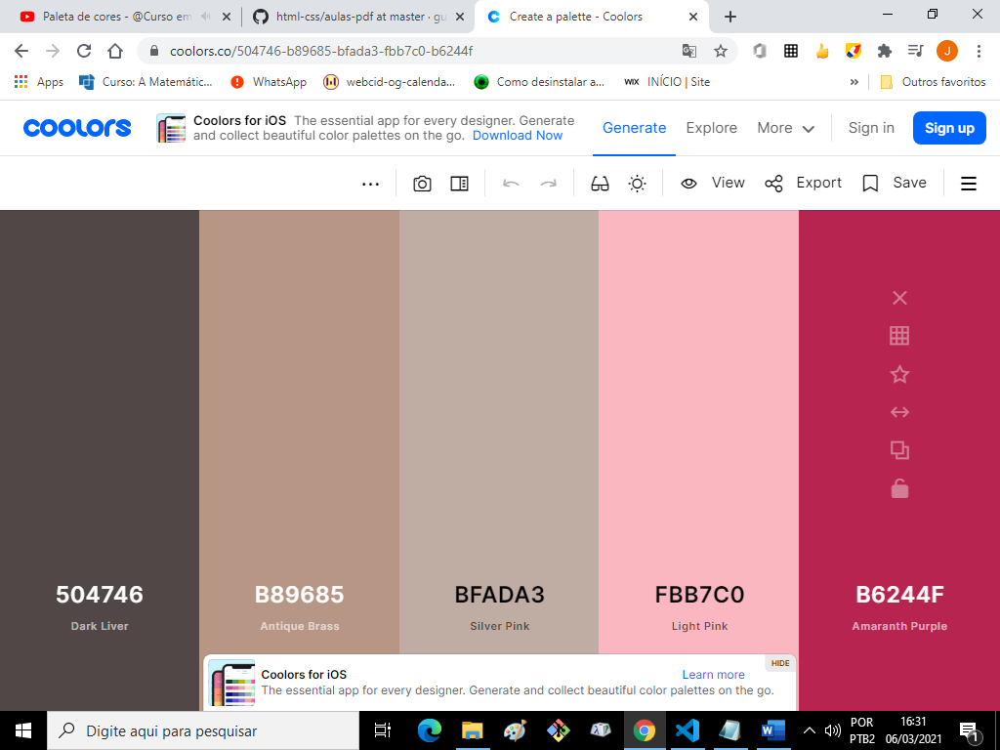 Paleta de cores - @Curso em
html-css/aulas-pdf at master · gu
Create a palette - Coolors
coolors.co/504746-b89685-bfada3-fbb7c0-b6244f
J
Apps
Curso: A Matemátic...
WhatsApp
webcid-og-calenda...
Como desinstalar a...
WIX
INÍCIO | Site
»
Outros favoritos
coolors
Coolors for iOS The essential app for every designer. Generate
and collect beautiful color palettes on the go. Download Now
Generate
Explore
More
Sign in
Sign up
View
Export
Save
504746
Dark Liver
B89685
Antique Brass
BFADA3
Silver Pink
FBB7C0
Light Pink
B6244F
Amaranth Purple
HIDE
Coolors for iOS
Learn more
The essential app for every designer. Generate and collect beautiful color palettes on the go.
Digite aqui para pesquisar
POR
PTB2
16:31
06/03/2021
1